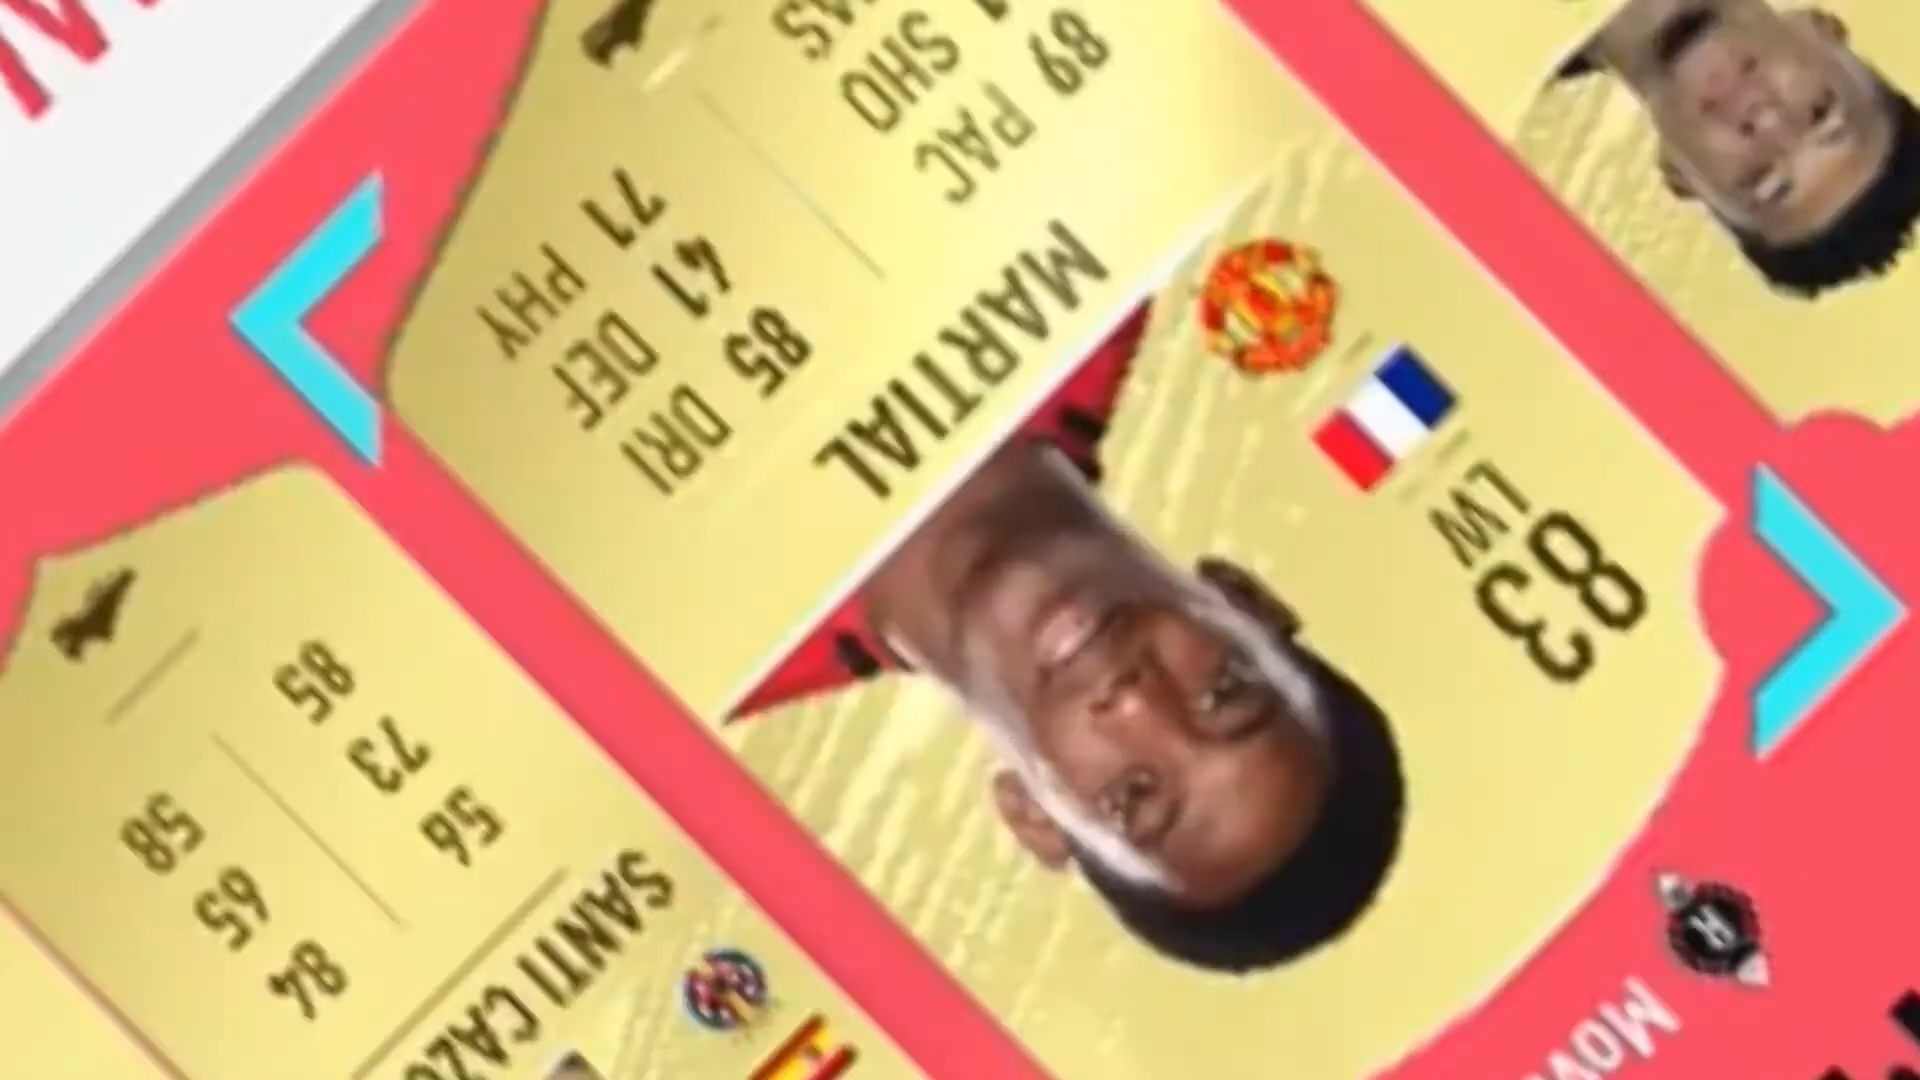 83
LW
MARTIAL
89 PAC
SHO
85 DRI
41 DEF
71 PHY
SANTI
56
73
85
84
65
58
R